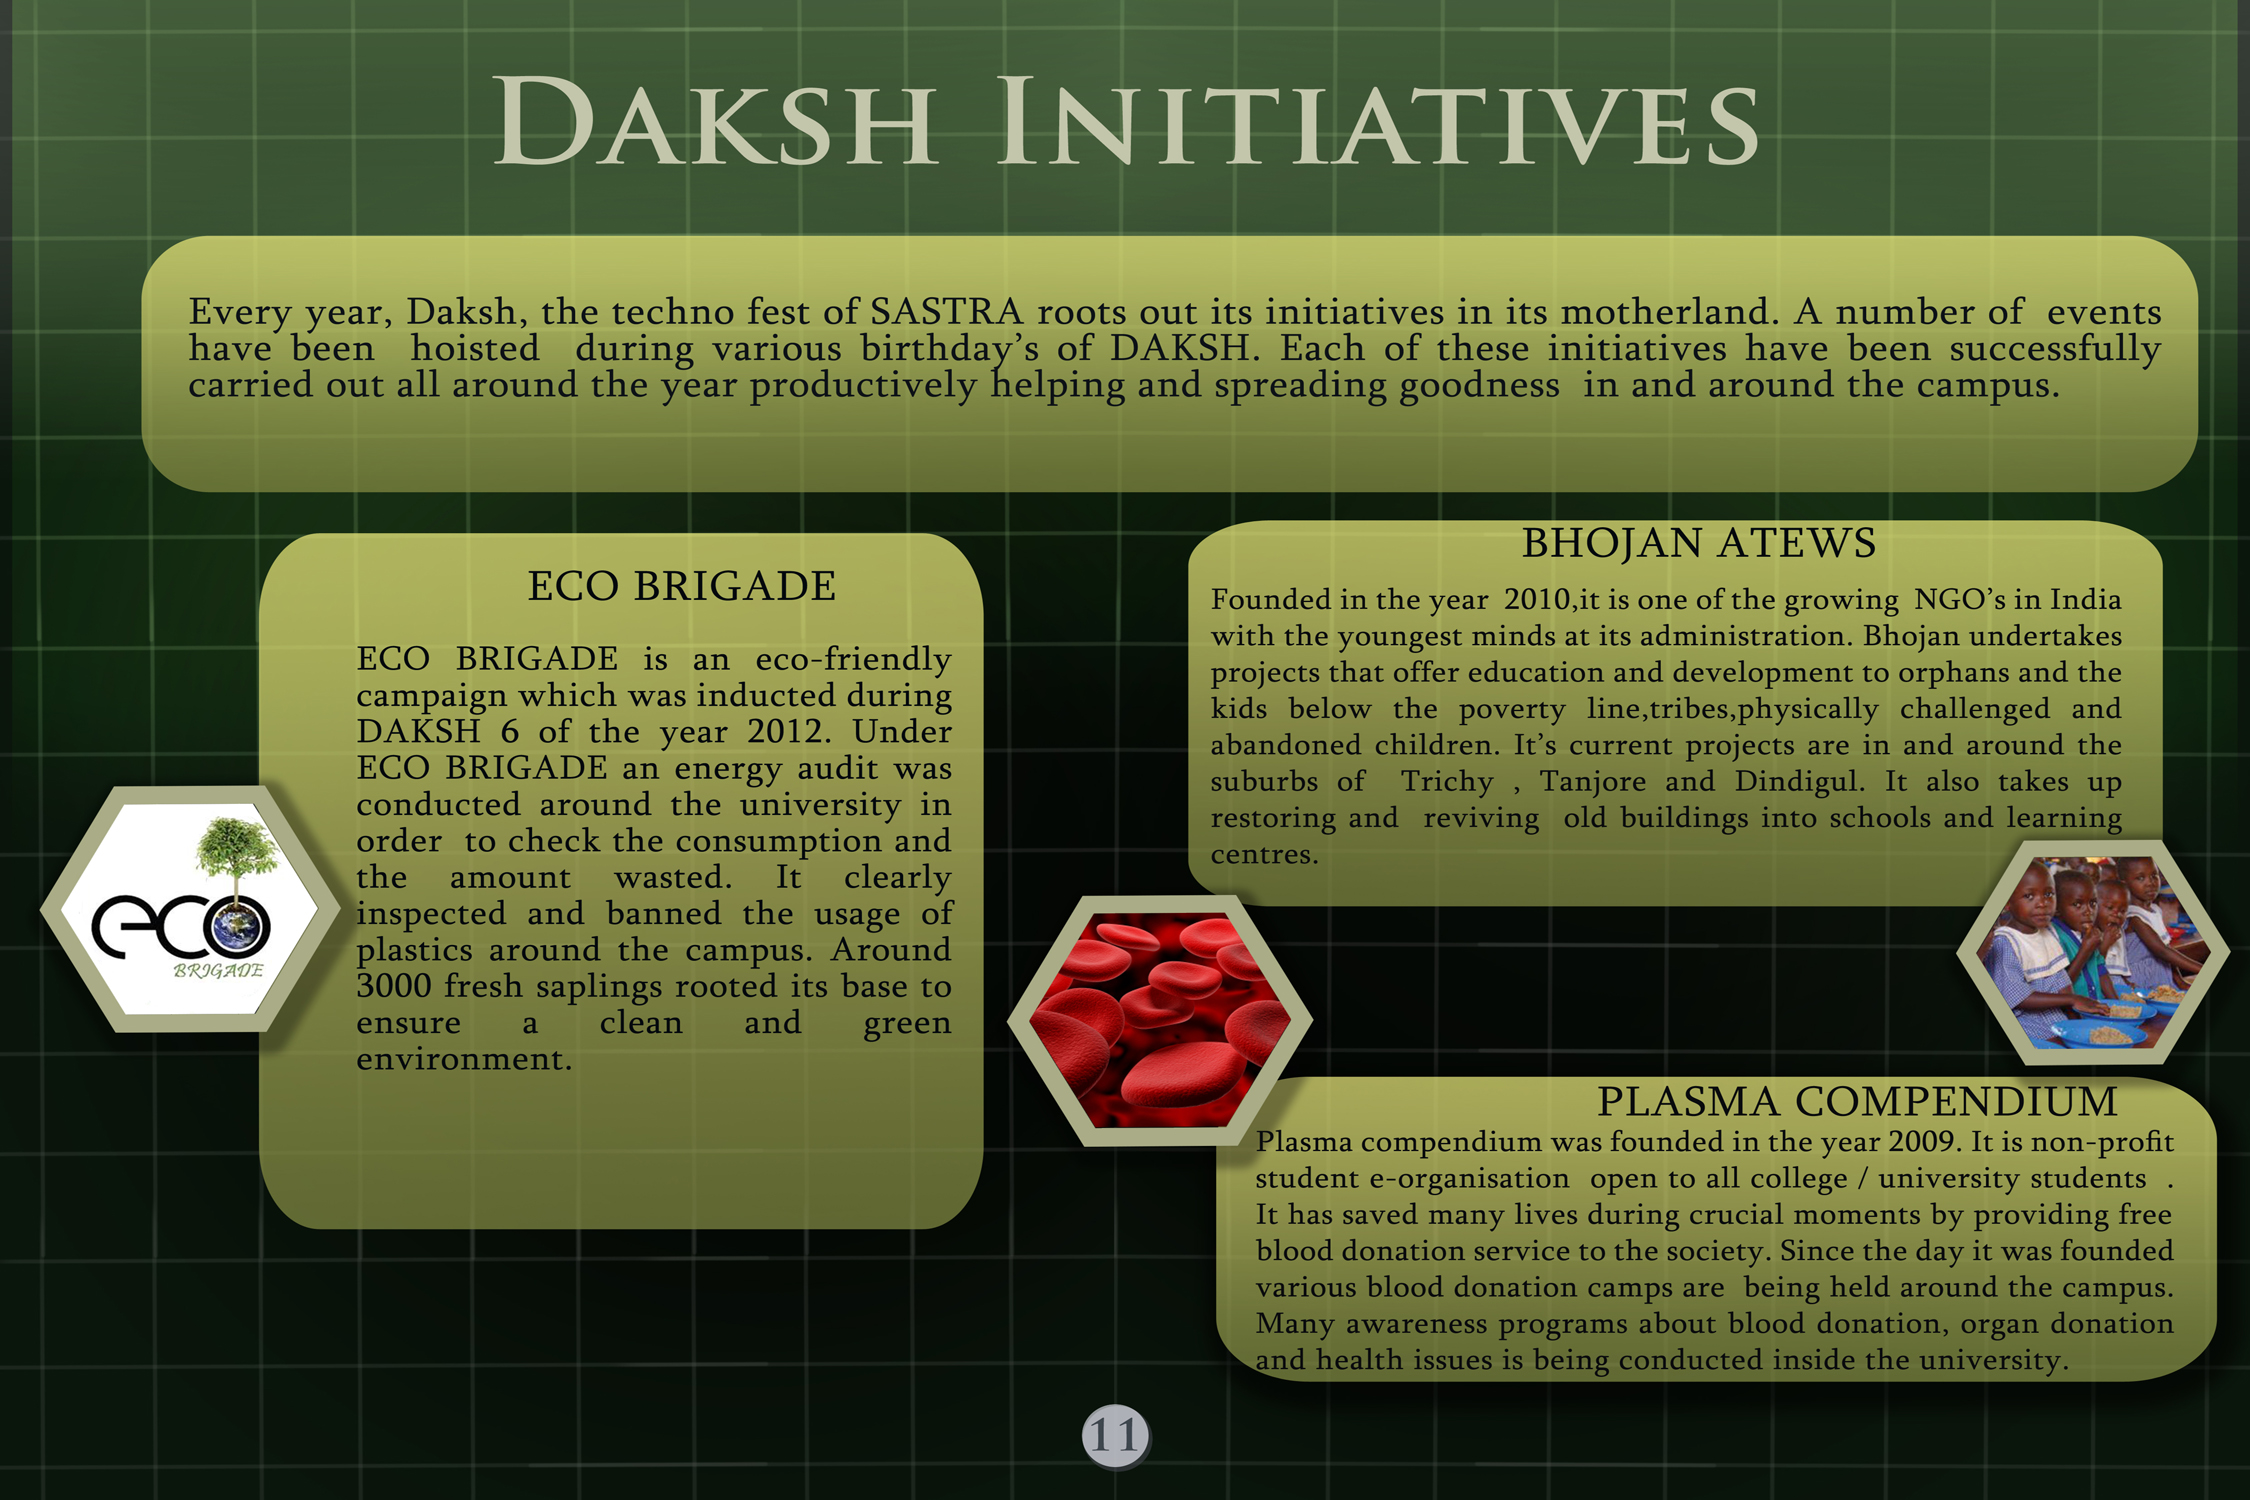 DAKSH INITIATIVES
Every year, Daksh, the techno fest of SASTRA roots out its initiatives in its motherland. A number of events
have been hoisted during various birthday's of DAKSH. Each of these initiatives have been successfully
carried out all around the year productively helping and spreading goodness in and around the campus.
ECO BRIGADE
ECO BRIGADE is an eco-friendly
campaign which was inducted during
DAKSH 6 of the year 2012. Under
ECO BRIGADE an energy audit was
conducted around the university in
order to check the consumption and
the amount wasted. It clearly
inspected and banned the usage of
plastics around the campus. Around
3000 fresh saplings rooted its base to
ensure a clean and green
environment.
eco
BRIGADE
BHOJAN ATEWS
Founded in the year 2010,it is one of the growing NGO's in India
with the youngest minds at its administration. Bhojan undertakes
projects that offer education and development to orphans and the
kids below the poverty line,tribes,physically challenged and
abandoned children. It's current projects are in and around the
suburbs of Trichy , Tanjore and Dindigul. It also takes up
restoring and reviving old buildings into schools and learning
centres.
PLASMA COMPENDIUM
Plasma compendium was founded in the year 2009. It is non-profit
student e-organisation open to all college / university students .
It has saved many lives during crucial moments by providing free
blood donation service to the society. Since the day it was founded
various blood donation camps are being held around the campus.
Many awareness programs about blood donation, organ donation
and health issues is being conducted inside the university.
11